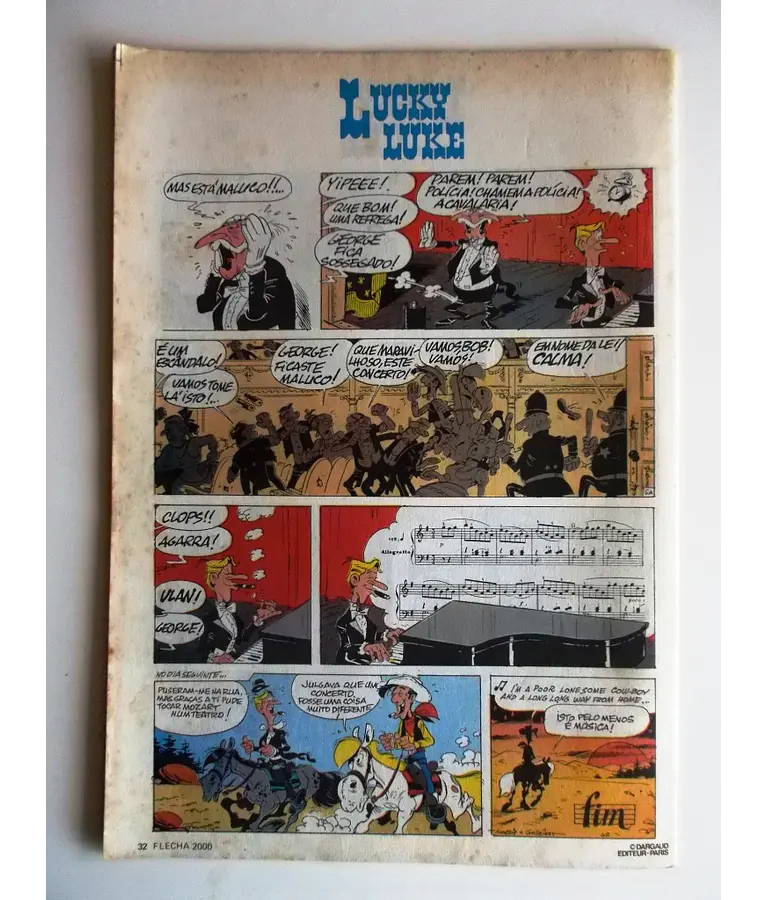 LUCKY
LUKE
MAS ESTÁ MALUCO!!...
YIPEEE!
QUE BOM!
UMA REFREGA!
GEORGE
FICA
SOSSEGADO!
PAREM! PAREM!
POLÍCIA! CHAMEM A POLÍCIA!
A CAVALARIA!
É UM
ESCÂNDALO!
VAMOS TOME
LÁ ISTO!...
GEORGE!
FICASTE
MALUCO!
QUE MARAVI-
LHOSO, ESTE
CONCERTO!
VAMOS BOB!
VAMOS!
EM NOME DA LEI!
CALMA!
6A
CLOPS!!
AGARRA!
VLAN!
GEORGE!
Allegretto
P
NO DIA SEGUINTE...
PUSERAM-ME NA RUA,
MAS GRAÇAS A TI PUDE
TOCAR MOZART
NUM TEATRO!
JULGAVA QUE UM
CONCERTO,
FOSSE UMA COISA
MUITO DIFERENTE
I'M A POOR LONESOME COW-BOY
AND A LONG LONG WAY FROM HOME...
ISTO PELO MENOS
É MÚSICA!
fim
32 FLECHA 2000
© DARGAUD
EDITEUR-PARIS